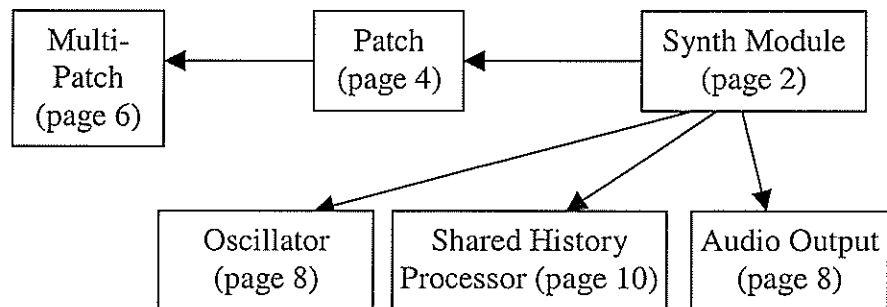 Multi-
Patch
(page 6)
Patch
(page 4)
Synth Module
(page 2)
Oscillator
(page 8)
Shared History
Processor (page 10)
Audio Output
(page 8)